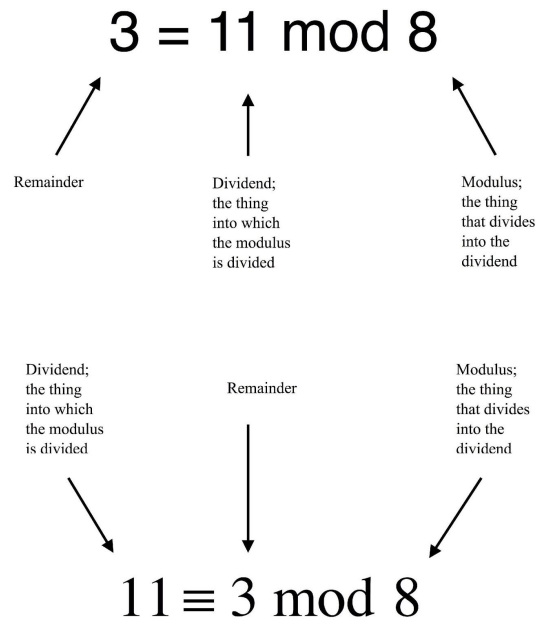 3 = 11 mod 8
Remainder
Dividend;
the thing
into which
the modulus
is divided
Modulus;
the thing
that divides
into the
dividend
Dividend;
the thing
into which
the modulus
is divided
Remainder
Modulus;
the thing
that divides
into the
dividend
11 ≡ 3 mod 8